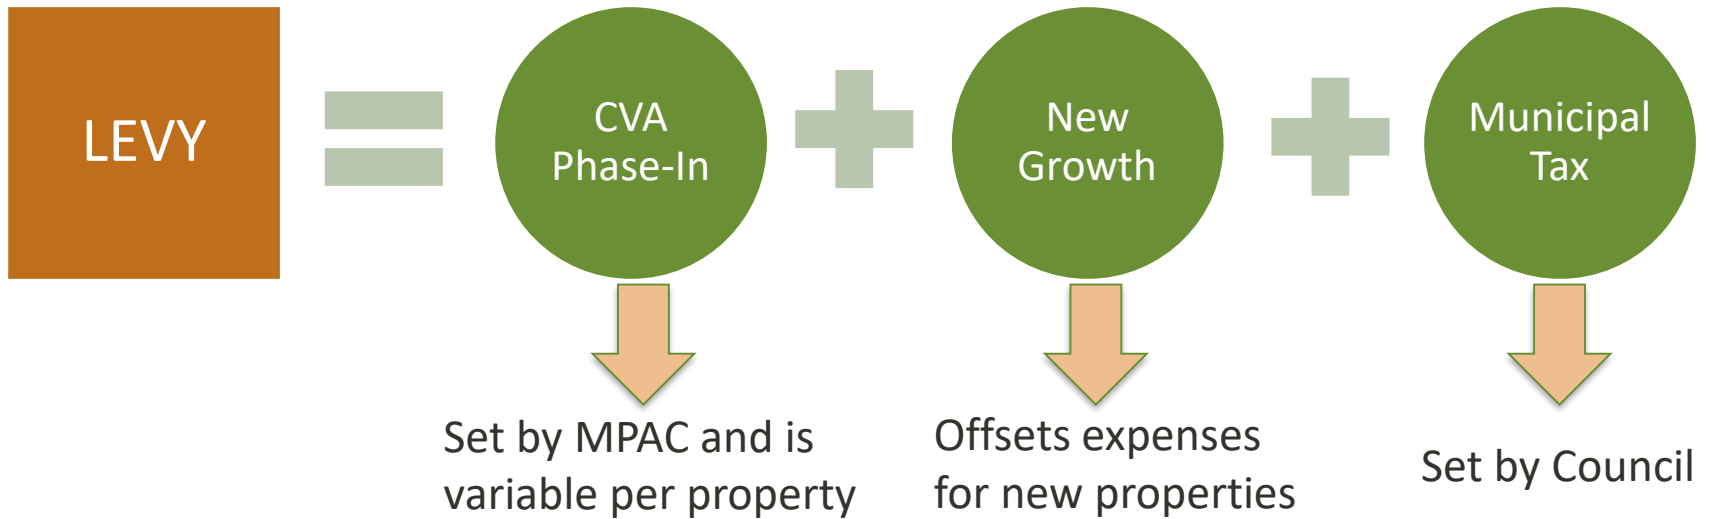 LEVY
CVA
Phase-In
New
Growth
Municipal
Tax
Set by MPAC and is
variable per property
Offsets expenses
for new properties
Set by Council